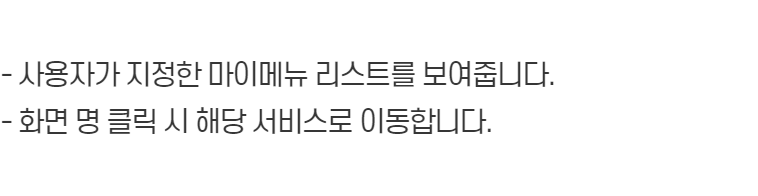 - 사용자가 지정한 마이메뉴 리스트를 보여줍니다.
- 화면 명 클릭 시 해당 서비스로 이동합니다.